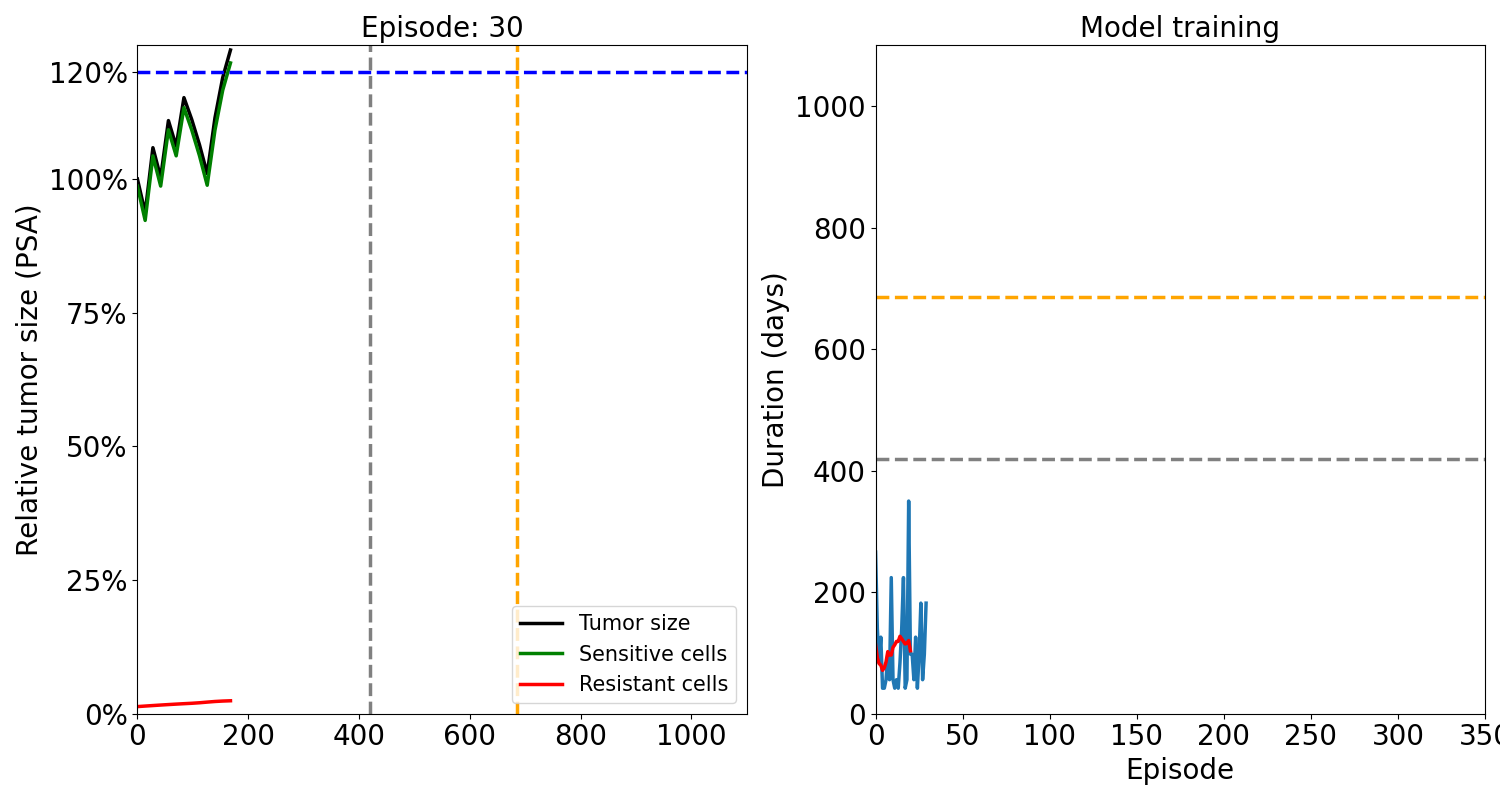 Episode: 30
Relative tumor size (PSA)
120%
100%
75%
50%
25%
0%
0 200 400 600 800 1000
Tumor size
Sensitive cells
Resistant cells
Model training
Duration (days)
1000
800
600
400
200
0
0 50 100 150 200 250 300 350
Episode